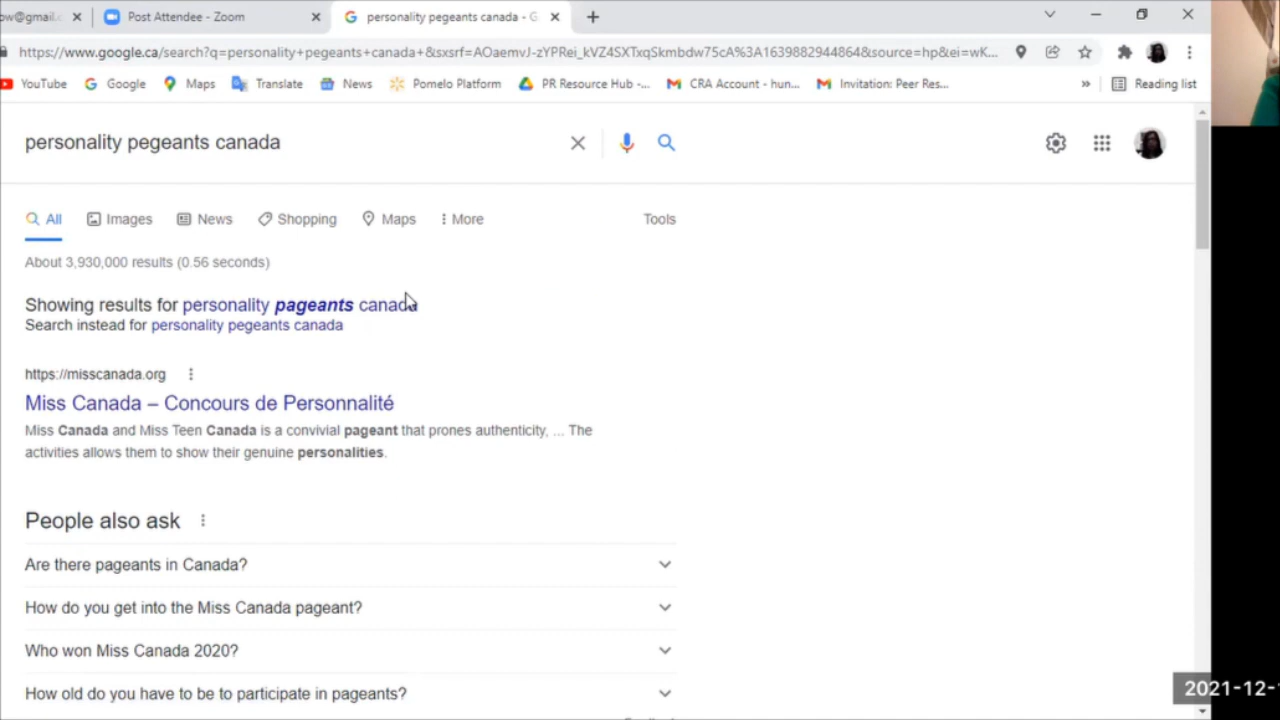 ow@gmail.c
Post Attendee - Zoom
personality pegeants canada - G
https://www.google.ca/search?q=personality+pegeants+canada+&sxsrf=AOaemvJ-zYPRei_kVZ4SXTxqSkmbdw75cA%3A1639882944864&source=hp&ei=wK...
YouTube Google Maps Translate News Pomelo Platform PR Resource Hub -... CRA Account - hun... Invitation: Peer Res... » Reading list
personality pegeants canada
All Images News Shopping Maps More Tools
About 3,930,000 results (0.56 seconds)
Showing results for personality pageants canada
Search instead for personality pegeants canada
https://misscanada.org
Miss Canada – Concours de Personnalité
Miss Canada and Miss Teen Canada is a convivial pageant that prones authenticity, ... The
activities allows them to show their genuine personalities.
People also ask
Are there pageants in Canada?
How do you get into the Miss Canada pageant?
Who won Miss Canada 2020?
How old do you have to be to participate in pageants?
2021-12-